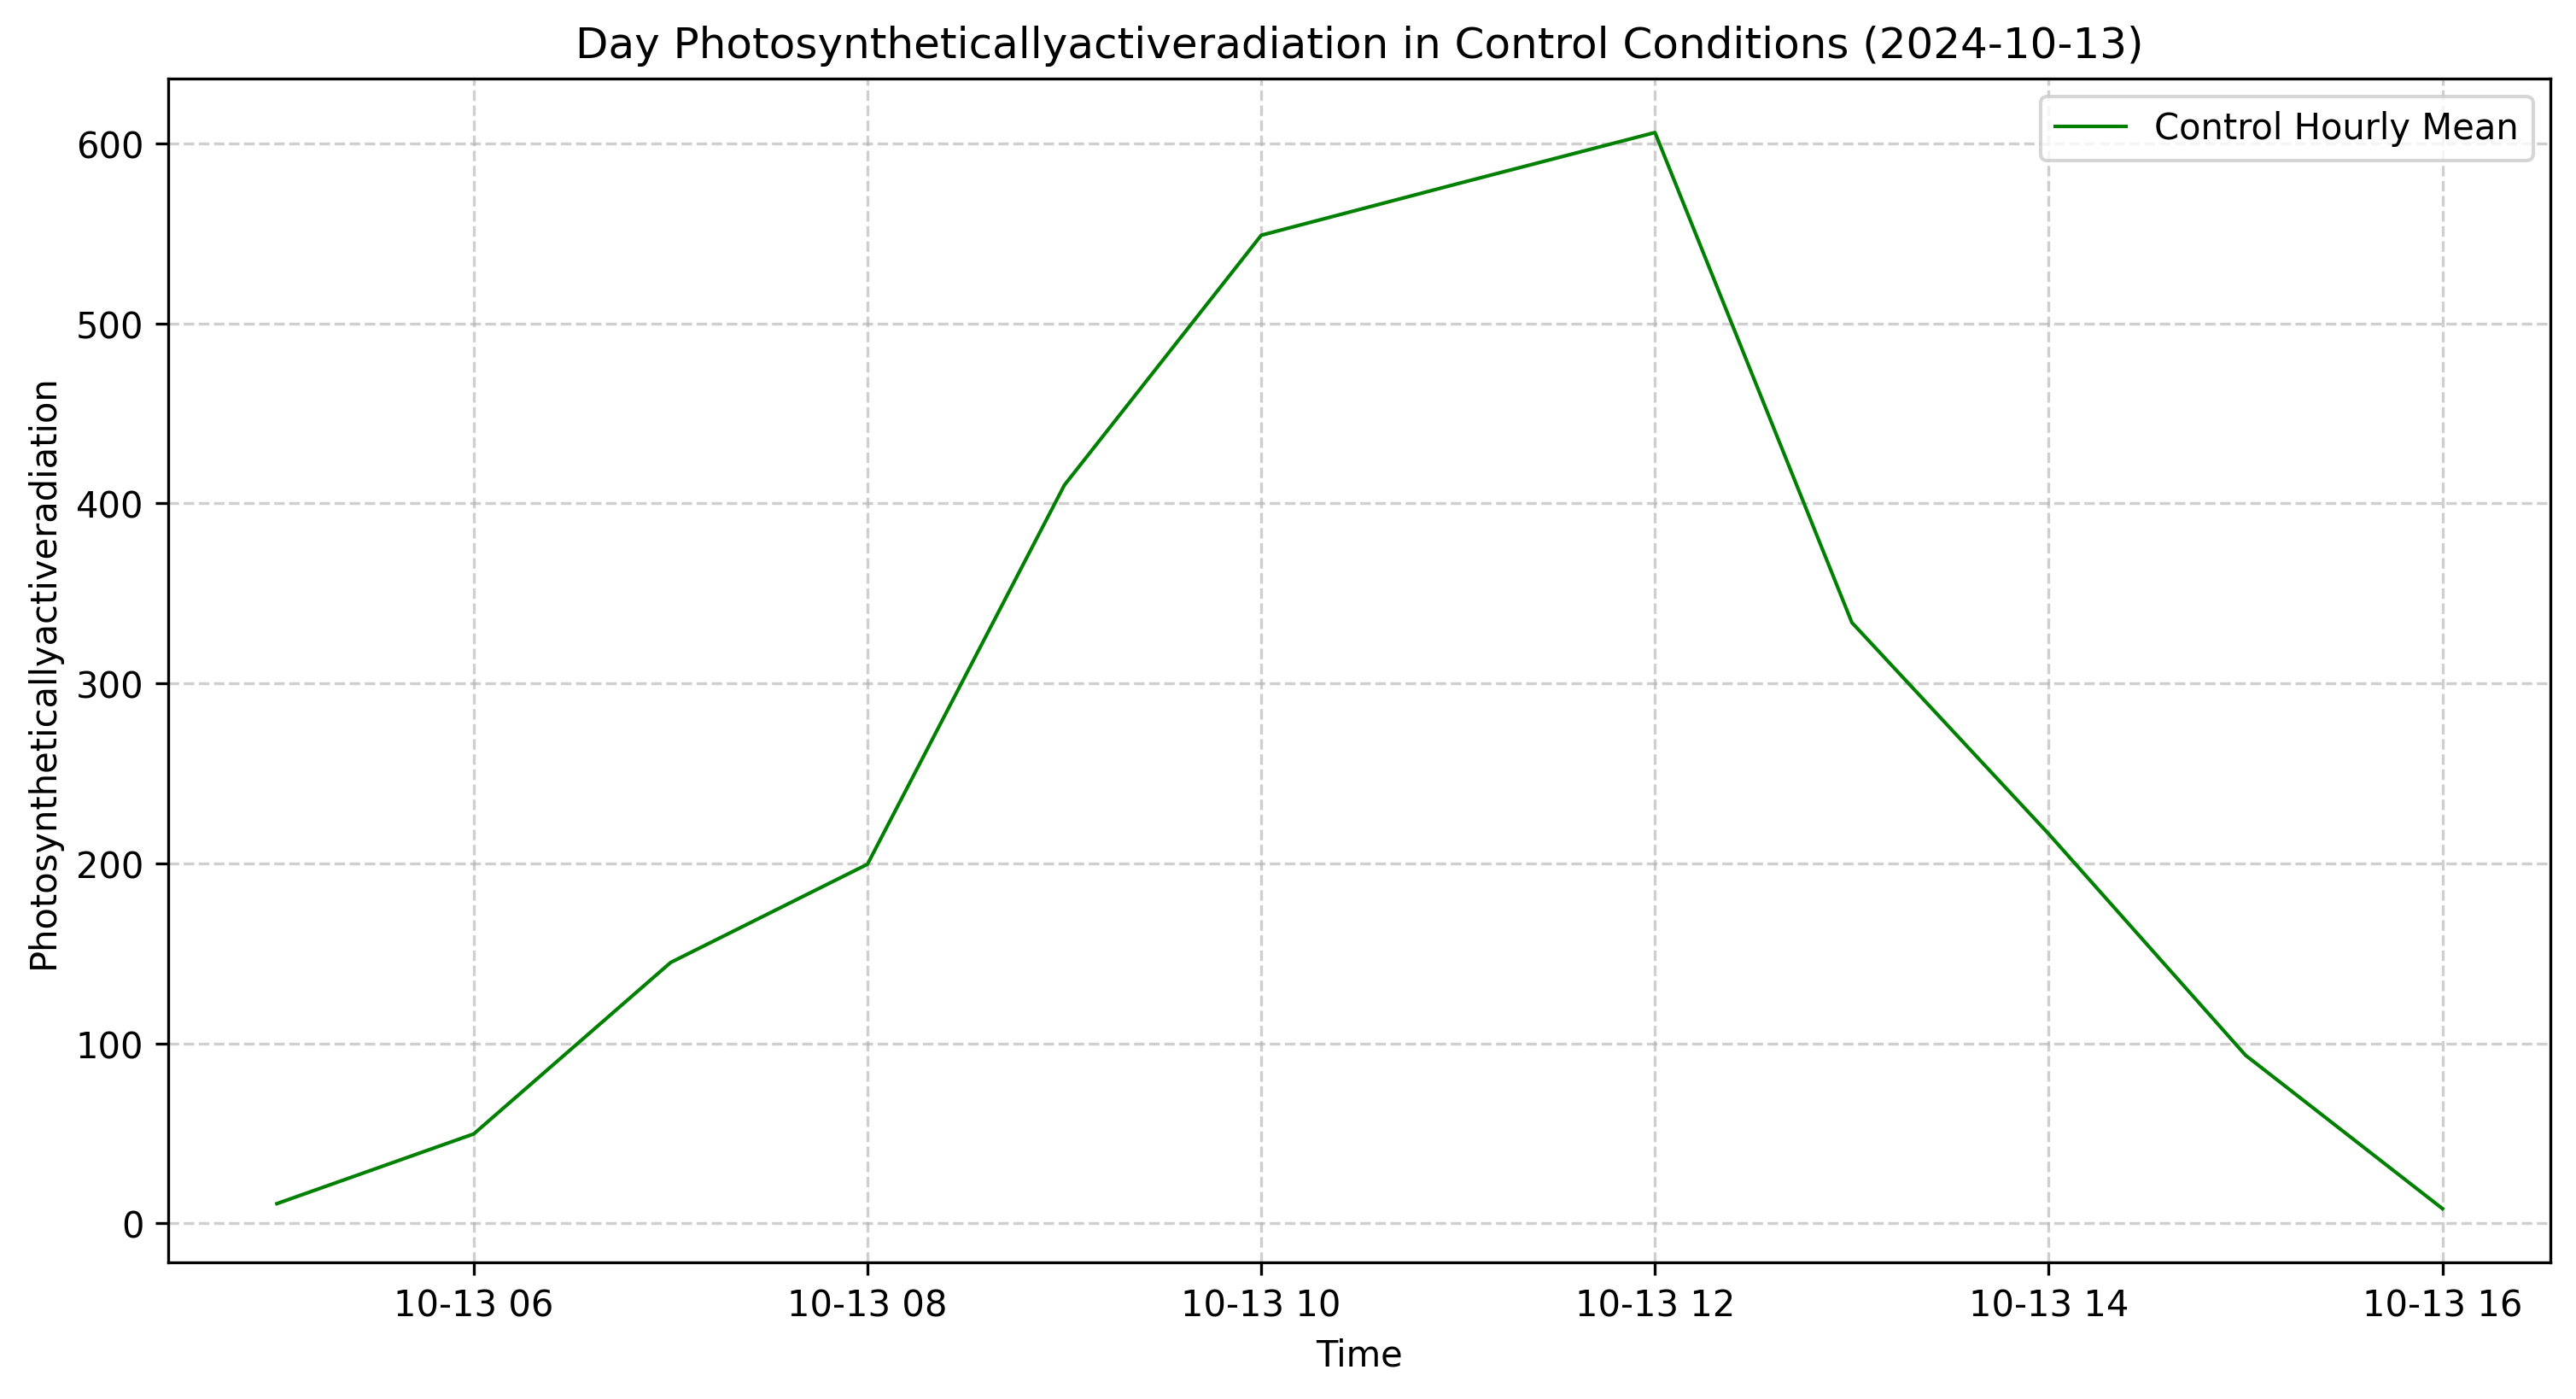 Day Photosyntheticallyactiveradiation in Control Conditions (2024-10-13)
Control Hourly Mean
Photosyntheticallyactiveradiation
600
500
400
300
200
100
0
10-13 06 10-13 08 10-13 10 10-13 12 10-13 14 10-13 16
Time